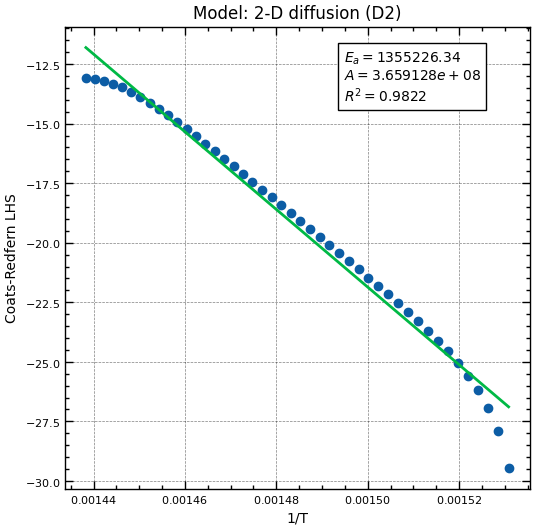 Model: 2-D diffusion (D2)
E_a = 1355226.34
A = 3.659128e + 08
R² = 0.9822
Coats-Redfern LHS
−12.5
−15.0
−17.5
−20.0
−22.5
−25.0
−27.5
−30.0
0.00144 0.00146 0.00148 0.00150 0.00152
1/T